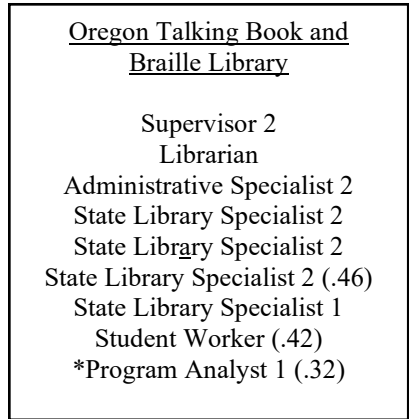 Oregon Talking Book and
Braille Library
Supervisor 2
Librarian
Administrative Specialist 2
State Library Specialist 2
State Library Specialist 2
State Library Specialist 2 (.46)
State Library Specialist 1
Student Worker (.42)
*Program Analyst 1 (.32)